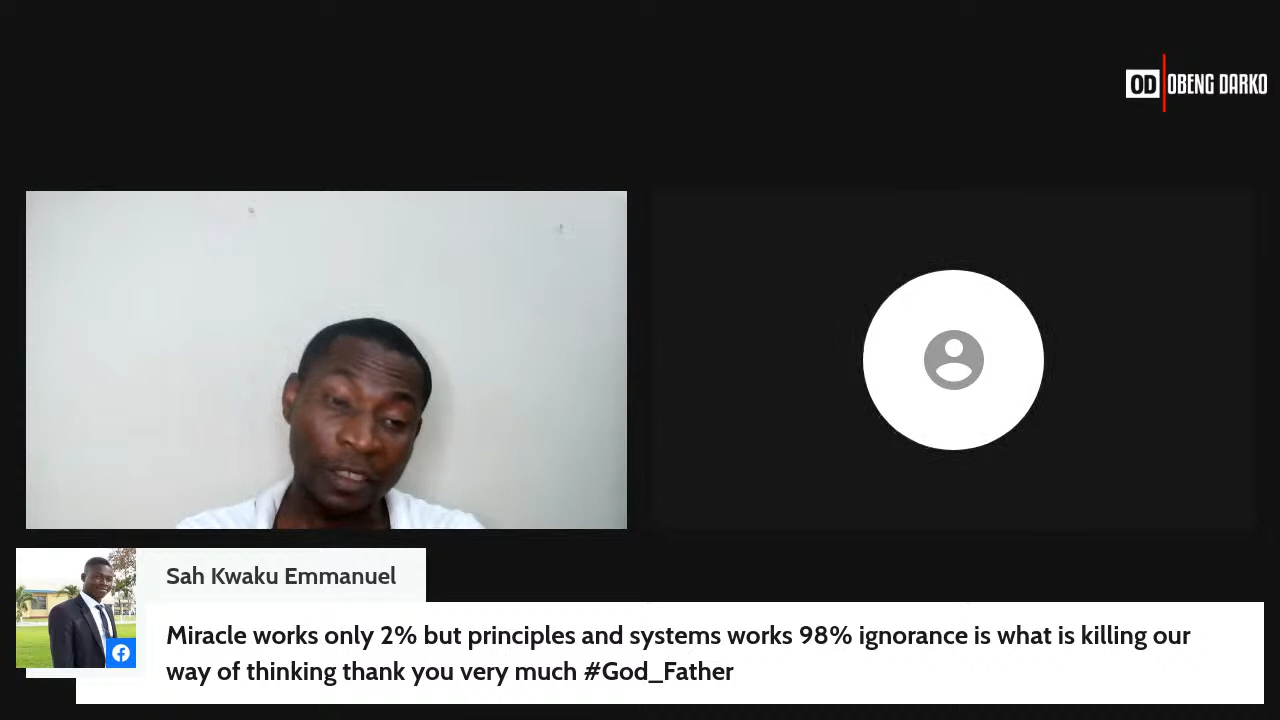 OD OBENG DARKO
Sah Kwaku Emmanuel
Miracle works only 2% but principles and systems works 98% ignorance is what is killing our
way of thinking thank you very much #God_Father